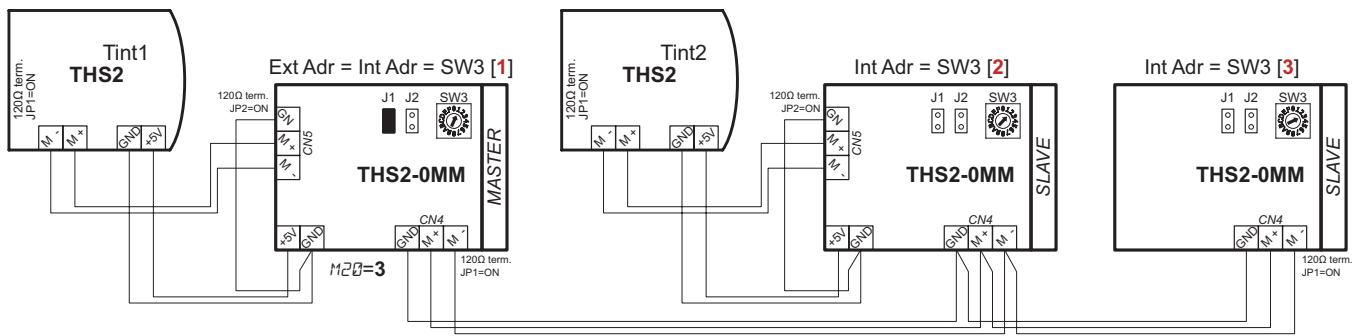 Tint1
THS2
120Ω term.
JP1=ON
M -
M+
GND
+5V
Ext Adr = Int Adr = SW3 [1]
120Ω term.
JP2=ON
J1 J2 SW3
GN
M +
M -
CN5
THS2-0MM
MASTER
CN4
+5V
GND
GND
M +
M -
M20=3
120Ω term.
JP1=ON
Tint2
THS2
120Ω term.
JP1=ON
M -
M+
GND
+5V
Int Adr = SW3 [2]
120Ω term.
JP2=ON
J1 J2 SW3
GN
M +
M -
CN5
THS2-0MM
SLAVE
CN4
+5V
GND
GND
M +
M -
Int Adr = SW3 [3]
J1 J2 SW3
THS2-0MM
SLAVE
CN4
GND
M +
M -
120Ω term.
JP1=ON